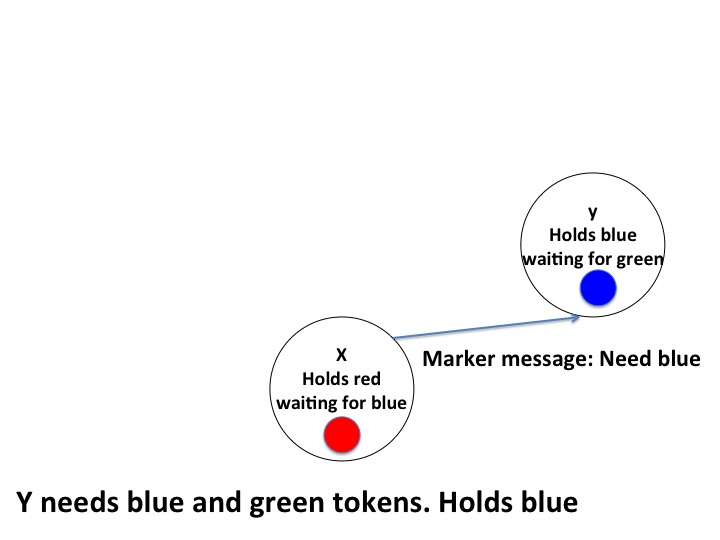 y
Holds blue
waiting for green
X
Holds red
waiting for blue
Marker message: Need blue
Y needs blue and green tokens. Holds blue